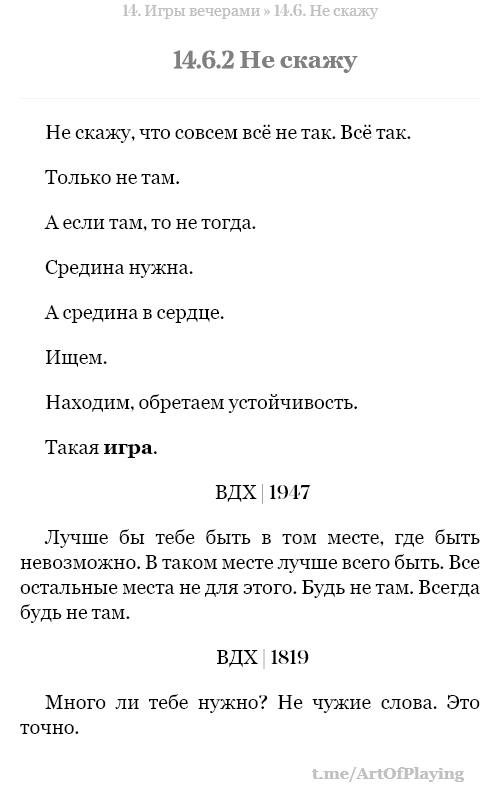 14. Игры вечерами » 14.6. Не скажу
14.6.2 Не скажу
Не скажу, что совсем всё не так. Всё так.
Только не там.
А если там, то не тогда.
Средина нужна.
А средина в сердце.
Ищем.
Находим, обретаем устойчивость.
Такая игра.
ВДХ | 1947
Лучше бы тебе быть в том месте, где быть
невозможно. В таком месте лучше всего быть. Все
остальные места не для этого. Будь не там. Всегда
будь не там.
ВДХ | 1819
Много ли тебе нужно? Не чужие слова. Это
точно.
t.me/ArtOfPlaying